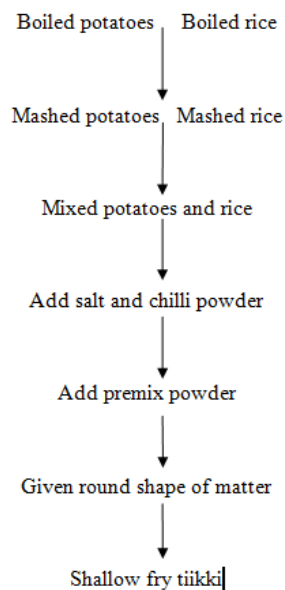 Boiled potatoes Boiled rice
Mashed potatoes Mashed rice
Mixed potatoes and rice
Add salt and chilli powder
Add premix powder
Given round shape of matter
Shallow fry tiikki